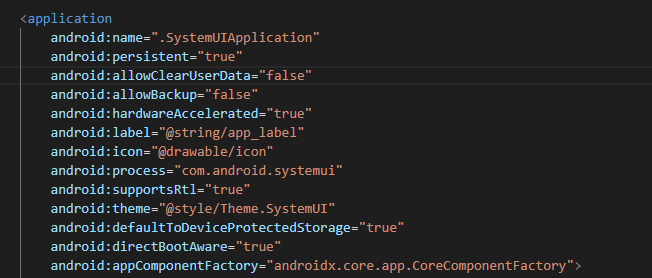 <application
android:name=".SystemUIApplication"
android:persistent="true"
android:allowClearUserData="false"
android:allowBackup="false"
android:hardwareAccelerated="true"
android:label="@string/app_label"
android:icon="@drawable/icon"
android:process="com.android.systemui"
android:supportsRtl="true"
android:theme="@style/Theme.SystemUI"
android:defaultToDeviceProtectedStorage="true"
android:directBootAware="true"
android:appComponentFactory="androidx.core.app.CoreComponentFactory">